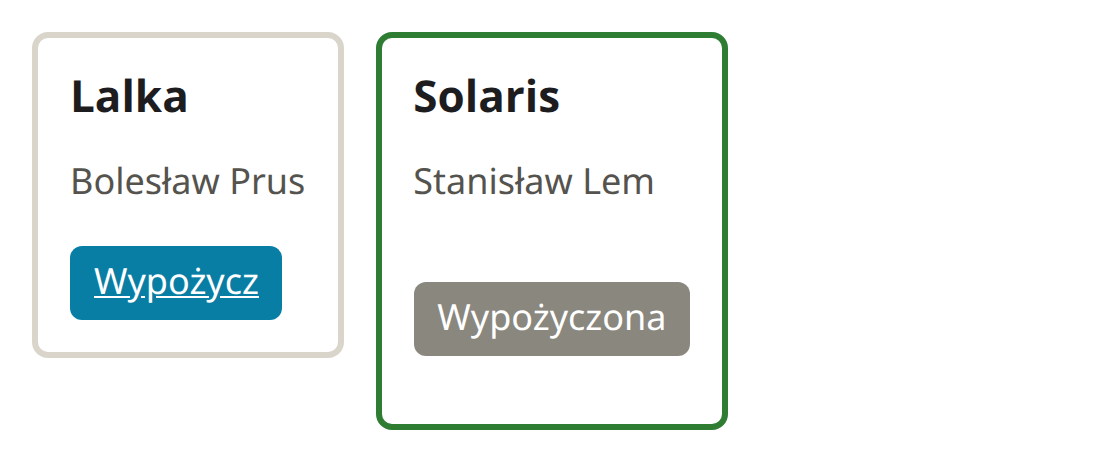 Lalka
Bolesław Prus
Wypożycz
Solaris
Stanisław Lem
Wypożyczona